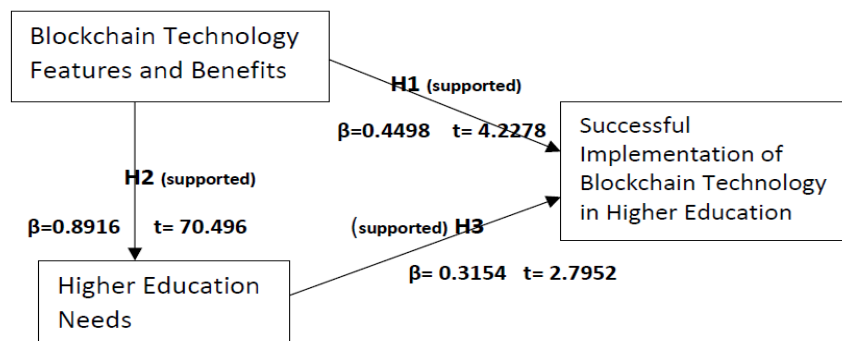 Blockchain Technology
Features and Benefits
H1 (supported)
β=0.4498 t= 4.2278
Successful
Implementation of
Blockchain Technology
in Higher Education
H2 (supported)
β=0.8916 t= 70.496
(supported) H3
β= 0.3154 t= 2.7952
Higher Education
Needs